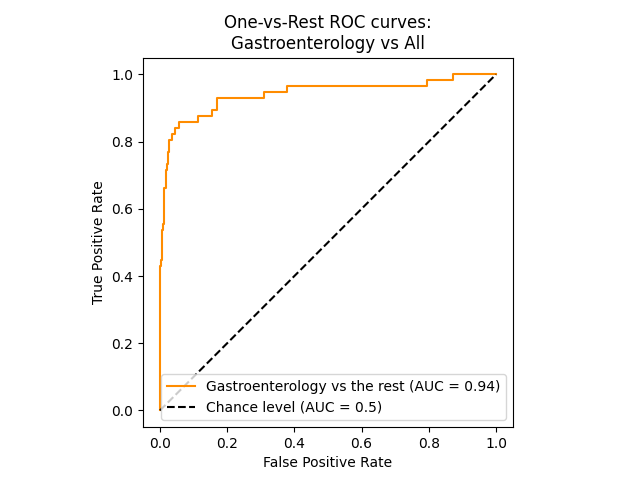 One-vs-Rest ROC curves:
Gastroenterology vs All
True Positive Rate
1.0
0.8
0.6
0.4
0.2
0.0
Gastroenterology vs the rest (AUC = 0.94)
Chance level (AUC = 0.5)
0.0 0.2 0.4 0.6 0.8 1.0
False Positive Rate